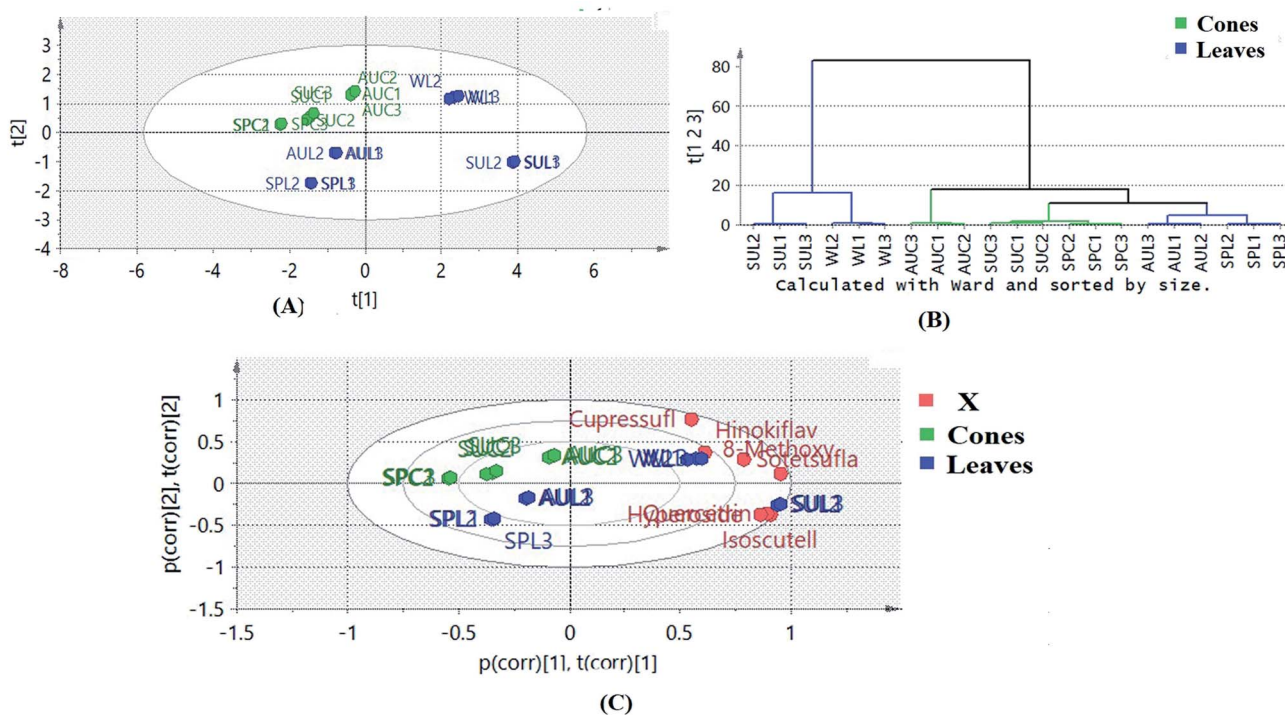 3
2
1
0
-1
-2
-3
-4
t[2]
-8
-6
-4
-2
0
2
4
6
t[1]
AUC2
AUC1
AUC3
SUC3
SUC1
SUC2
SPC3
WL2
WL1
AUL2
SPL2
SUL2
(A)
Cones
Leaves
80
60
40
20
0
t[1 2 3]
SUL2
SUL1
SUL3
WL2
WL1
WL3
AUC3
AUC1
AUC2
SUC3
SUC1
SUC2
SPC2
SPC1
SPC3
AUL3
AUL1
AUL2
SPL2
SPL1
SPL3
Calculated with Ward and sorted by size.
(B)
1
0.5
0
-0.5
-1
-1.5
p(corr)[2], t(corr)[2]
-1.5
-1
-0.5
0
0.5
1
p(corr)[1], t(corr)[1]
Cupressufl
Hinokiflav
8-Methoxy
Sotetsufla
Hyperoside
Isoscutell
SPL3
X
Cones
Leaves
(C)